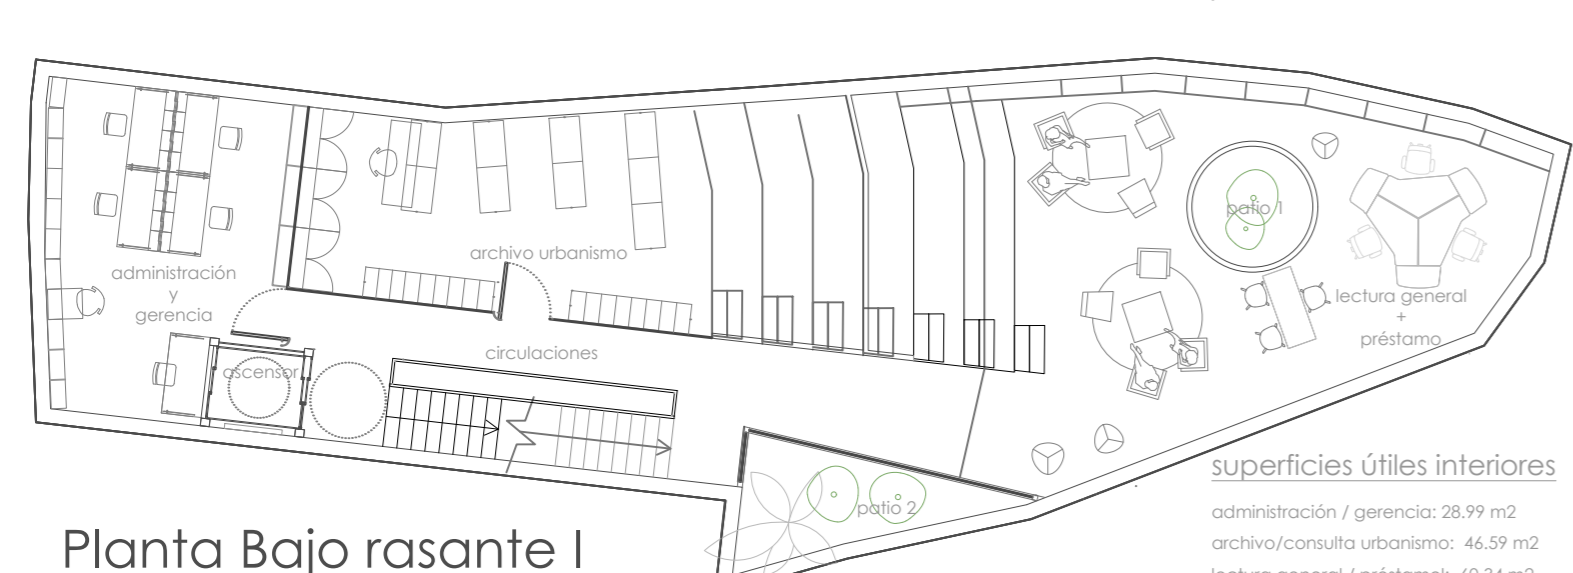 archivo urbanismo
administración
y
gerencia
patio 1
lectura general
+
préstamo
circulaciones
ascensor
patio 2
superficies útiles interiores
administración / gerencia: 28.99 m2
archivo/consulta urbanismo: 46.59 m2
Planta Bajo rasante I